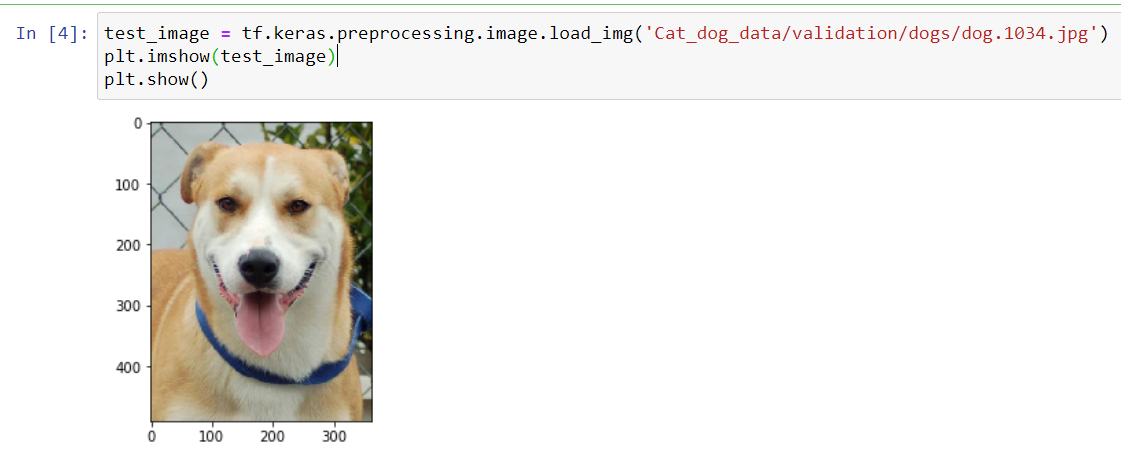 In [4]: test_image = tf.keras.preprocessing.image.load_img('Cat_dog_data/validation/dogs/dog.1034.jpg')
plt.imshow(test_image)
plt.show()
0
100
200
300
400
0 100 200 300